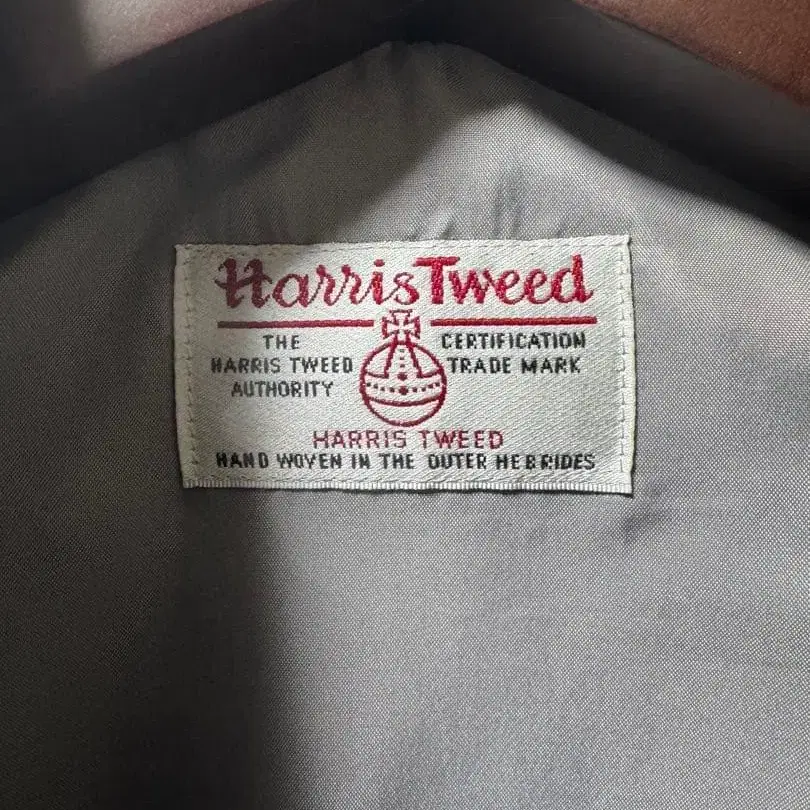 Harris Tweed
THE
HARRIS TWEED
AUTHORITY
CERTIFICATION
TRADE MARK
HARRIS TWEED
HAND WOVEN IN THE OUTER HEBRIDES